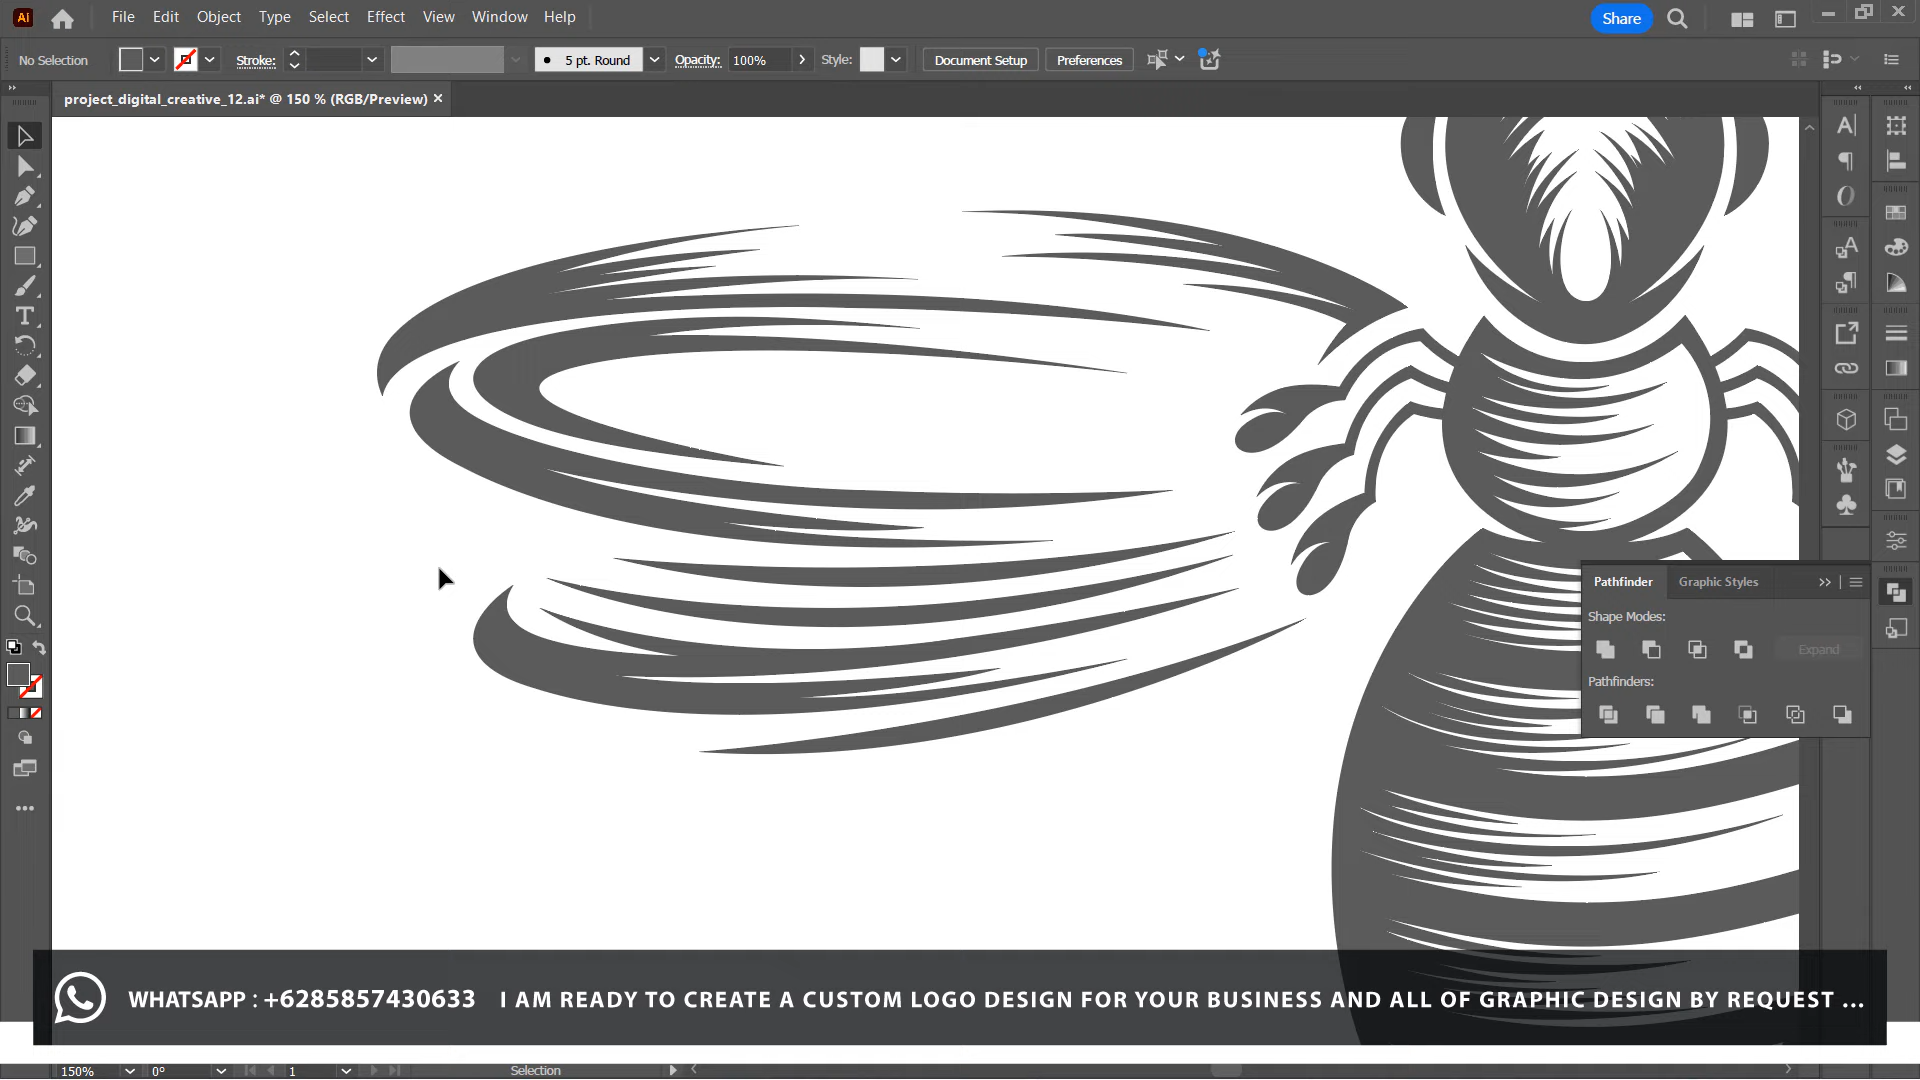 Ai File Edit Object Type Select Effect View Window Help Share
No Selection Stroke: 5 pt. Round Opacity: 100% Style: Document Setup Preferences
project_digital_creative_12.ai* @ 150 % (RGB/Preview) ×
Pathfinder Graphic Styles
Shape Modes:
Expand
Pathfinders:
WHATSAPP : +6285857430633 I AM READY TO CREATE A CUSTOM LOGO DESIGN FOR YOUR BUSINESS AND ALL OF GRAPHIC DESIGN BY REQUEST ...
150% 0° 1 Selection